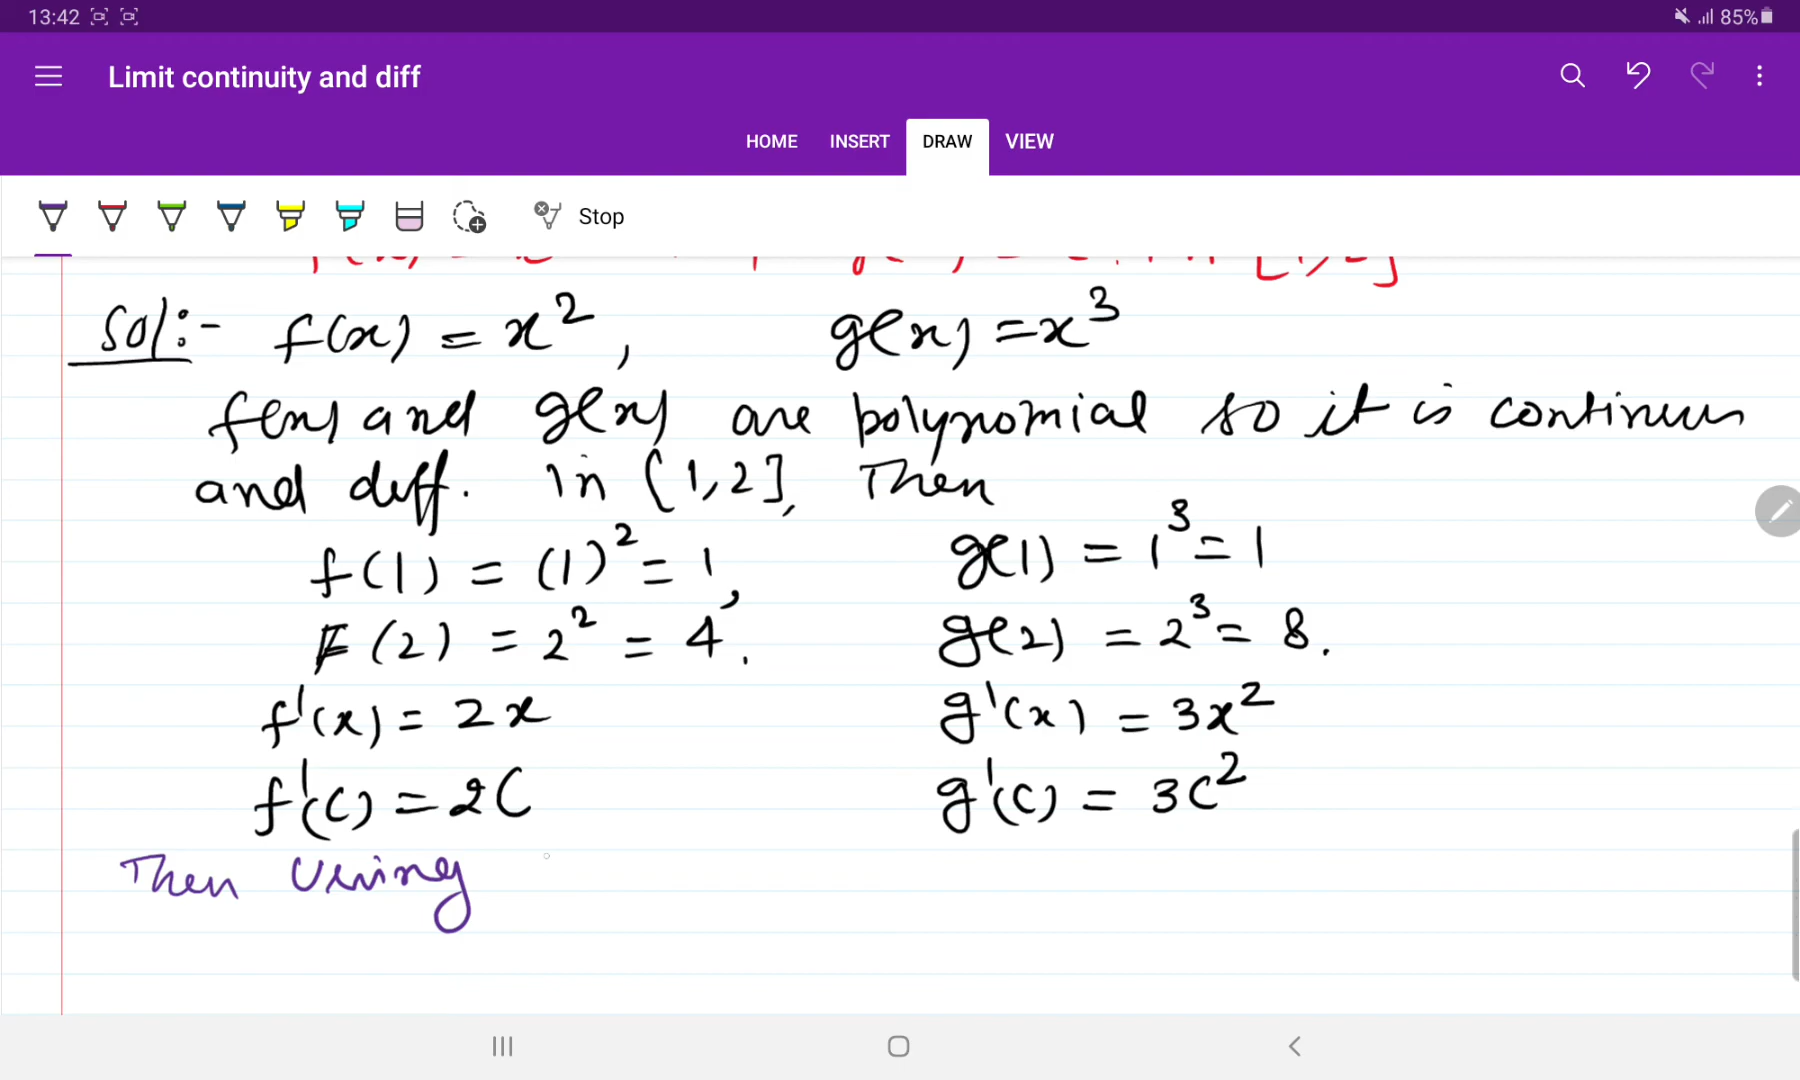 13:42
85%
Limit continuity and diff
HOME INSERT DRAW VIEW
Stop
Sol:- f(x) = x², g(x) = x³
f(x) and g(x) are polynomial so it is continuous
and diff. in [1,2], Then
f(1) = (1)² = 1, g(1) = 1³ = 1
F(2) = 2² = 4. g(2) = 2³ = 8.
f'(x) = 2x g'(x) = 3x²
f'(c) = 2c g'(c) = 3c²
Then Using